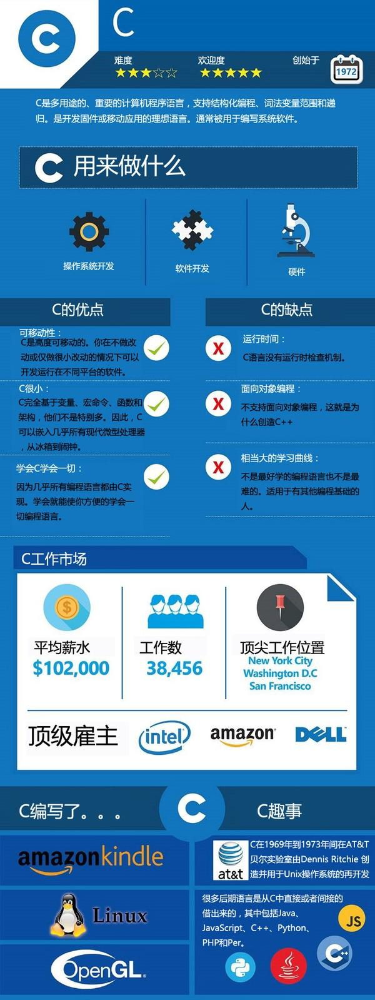 C
C
难度
欢迎度
创始于
1972
C是多用途的、重要的计算机程序语言，支持结构化编程、词法变量范围和递
归。是开发固件或移动应用的理想语言。通常被用于编写系统软件。
C 用来做什么
操作系统开发
软件开发
硬件
C的优点
可移动性：
C是高度可移动的。你在不做改
动或仅做很小改动的情况下可以
开发运行在不同平台的软件。
C很小：
C完全基于变量、宏命令、函数和
架构，他们不是特别多。因此，C
可以嵌入几乎所有现代微型处理器
，从冰箱到闹钟。
学会C学会一切：
因为几乎所有编程语言都由C实
现。学会就能使你方便的学会一
切编程语言。
C的缺点
X
运行时间：
C语言没有运行时检查机制。
X
面向对象编程：
不支持面向对象编程，这就是为
什么创造C++
X
相当大的学习曲线：
不是最好学的编程语言也不是最
难的。适用于有其他编程基础的
人。
C工作市场
$
平均薪水
$102,000
工作数
38,456
顶尖工作位置
New York City
Washington D.C
San Francisco
顶级雇主
intel
amazon
DELL
C编写了。。。
C
C趣事
amazonkindle
Linux
OpenGL
at&t
C在1969年到1973年间在AT&T
贝尔实验室由Dennis Ritchie 创
造并用于Unix操作系统的再开发
很多后期语言是从C中直接或者间接的
借出来的，其中包括Java、
JavaScript、C++、Python、
PHP和Per。
JS
C++